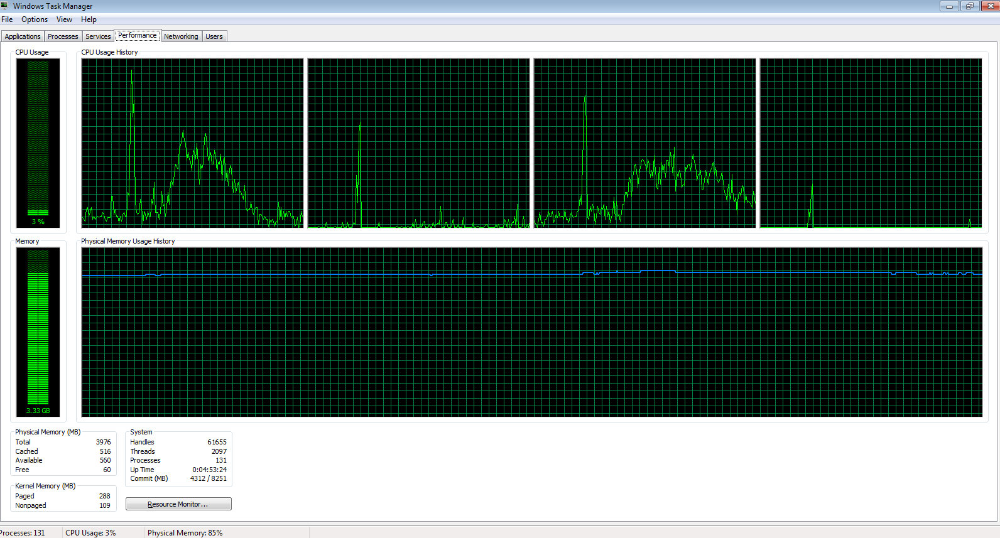 Windows Task Manager
File Options View Help
Applications Processes Services Performance Networking Users
CPU Usage CPU Usage History
3 %
Memory Physical Memory Usage History
3.33 GB
Physical Memory (MB)
Total 3976
Cached 516
Available 560
Free 60
Kernel Memory (MB)
Paged 288
Nonpaged 109
System
Handles 61655
Threads 2097
Processes 131
Up Time 0:04:53:24
Commit (MB) 4312 / 8251
Resource Monitor...
Processes: 131 CPU Usage: 3% Physical Memory: 85%